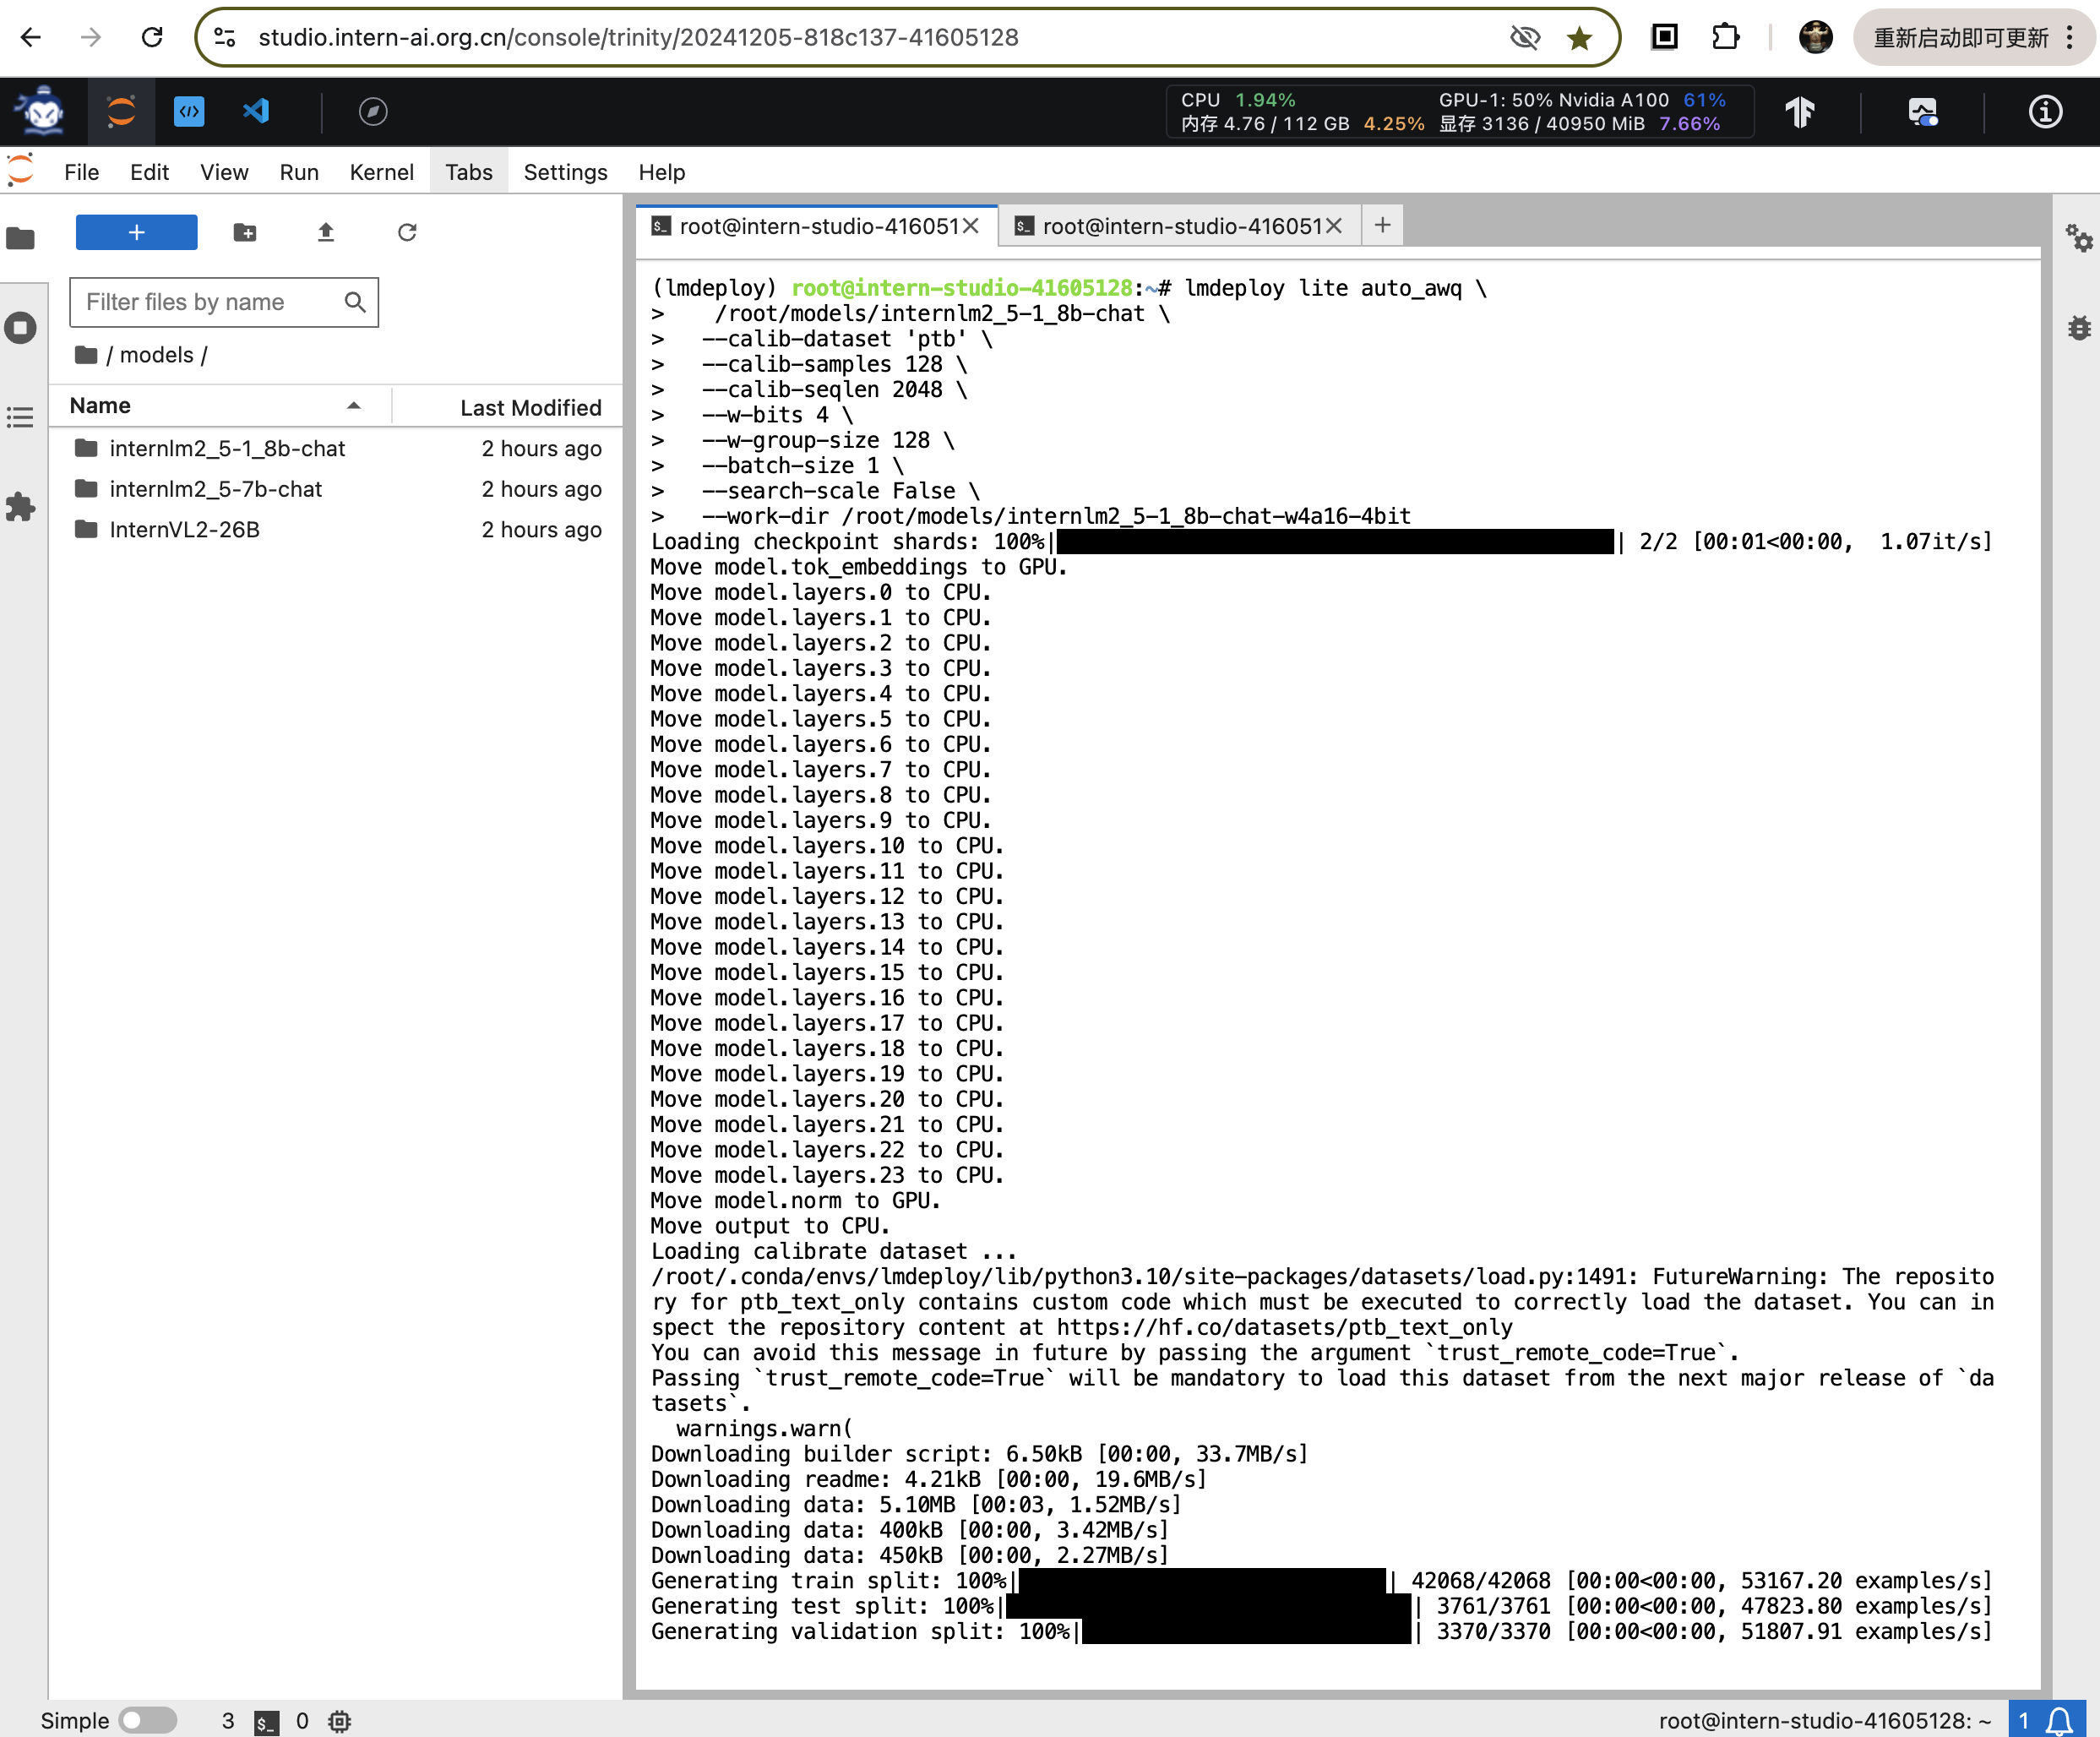 studio.intern-ai.org.cn/console/trinity/20241205-818c137-41605128
重新启动即可更新
CPU 1.94% GPU-1: 50% Nvidia A100 61%
内存 4.76 / 112 GB 4.25% 显存 3136 / 40950 MiB 7.66%
File Edit View Run Kernel Tabs Settings Help
+
Filter files by name
/ models /
Name Last Modified
internlm2_5-1_8b-chat 2 hours ago
internlm2_5-7b-chat 2 hours ago
InternVL2-26B 2 hours ago
root@intern-studio-416051 root@intern-studio-416051 +
(lmdeploy) root@intern-studio-41605128:~# lmdeploy lite auto_awq \
>    /root/models/internlm2_5-1_8b-chat \
>   --calib-dataset 'ptb' \
>   --calib-samples 128 \
>   --calib-seqlen 2048 \
>   --w-bits 4 \
>   --w-group-size 128 \
>   --batch-size 1 \
>   --search-scale False \
>   --work-dir /root/models/internlm2_5-1_8b-chat-w4a16-4bit
Loading checkpoint shards: 100%| | 2/2 [00:01<00:00,  1.07it/s]
Move model.tok_embeddings to GPU.
Move model.layers.0 to CPU.
Move model.layers.1 to CPU.
Move model.layers.2 to CPU.
Move model.layers.3 to CPU.
Move model.layers.4 to CPU.
Move model.layers.5 to CPU.
Move model.layers.6 to CPU.
Move model.layers.7 to CPU.
Move model.layers.8 to CPU.
Move model.layers.9 to CPU.
Move model.layers.10 to CPU.
Move model.layers.11 to CPU.
Move model.layers.12 to CPU.
Move model.layers.13 to CPU.
Move model.layers.14 to CPU.
Move model.layers.15 to CPU.
Move model.layers.16 to CPU.
Move model.layers.17 to CPU.
Move model.layers.18 to CPU.
Move model.layers.19 to CPU.
Move model.layers.20 to CPU.
Move model.layers.21 to CPU.
Move model.layers.22 to CPU.
Move model.layers.23 to CPU.
Move model.norm to GPU.
Move output to CPU.
Loading calibrate dataset ...
/root/.conda/envs/lmdeploy/lib/python3.10/site-packages/datasets/load.py:1491: FutureWarning: The reposito
ry for ptb_text_only contains custom code which must be executed to correctly load the dataset. You can in
spect the repository content at https://hf.co/datasets/ptb_text_only
You can avoid this message in future by passing the argument `trust_remote_code=True`.
Passing `trust_remote_code=True` will be mandatory to load this dataset from the next major release of `da
tasets`.
  warnings.warn(
Downloading builder script: 6.50kB [00:00, 33.7MB/s]
Downloading readme: 4.21kB [00:00, 19.6MB/s]
Downloading data: 5.10MB [00:03, 1.52MB/s]
Downloading data: 400kB [00:00, 3.42MB/s]
Downloading data: 450kB [00:00, 2.27MB/s]
Generating train split: 100%| | 42068/42068 [00:00<00:00, 53167.20 examples/s]
Generating test split: 100%| | 3761/3761 [00:00<00:00, 47823.80 examples/s]
Generating validation split: 100%| | 3370/3370 [00:00<00:00, 51807.91 examples/s]
Simple 3 $_ 0 root@intern-studio-41605128: ~ 1